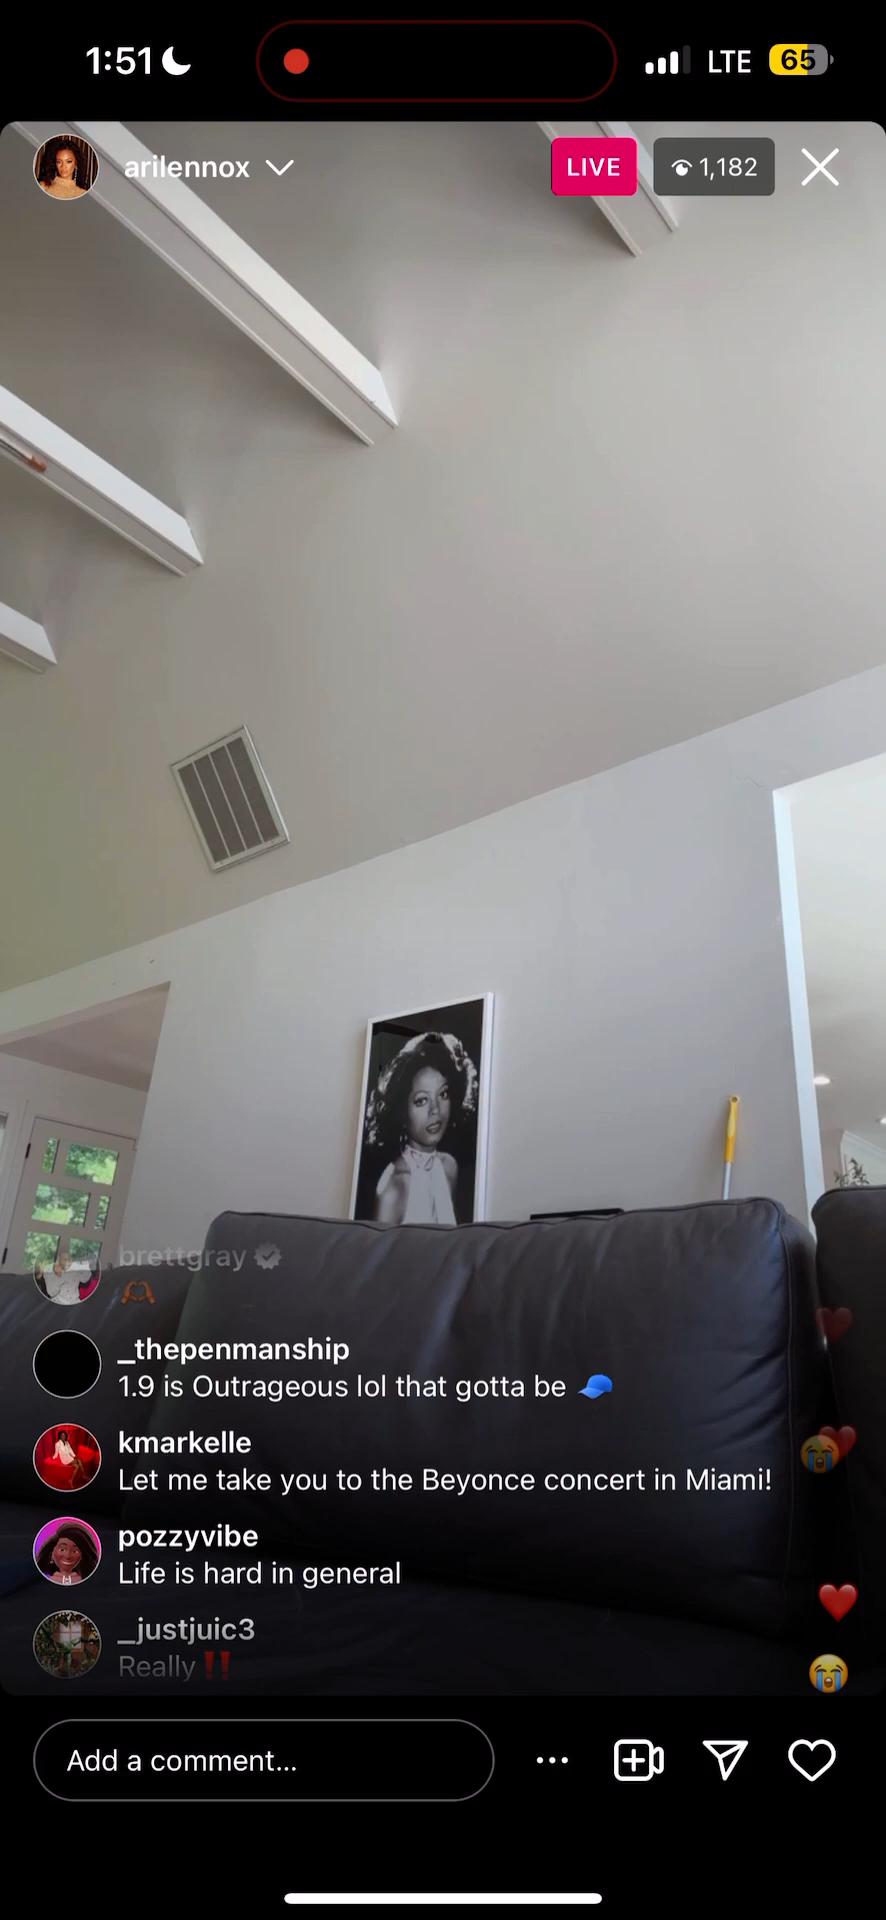 1:51
LTE
65
arilennox
LIVE
1,182
brettgray
🫶🏾
_thepenmanship
1.9 is Outrageous lol that gotta be 🧢
kmarkelle
Let me take you to the Beyonce concert in Miami!
pozzyvibe
Life is hard in general
_justjuic3
Really‼️
Add a comment...